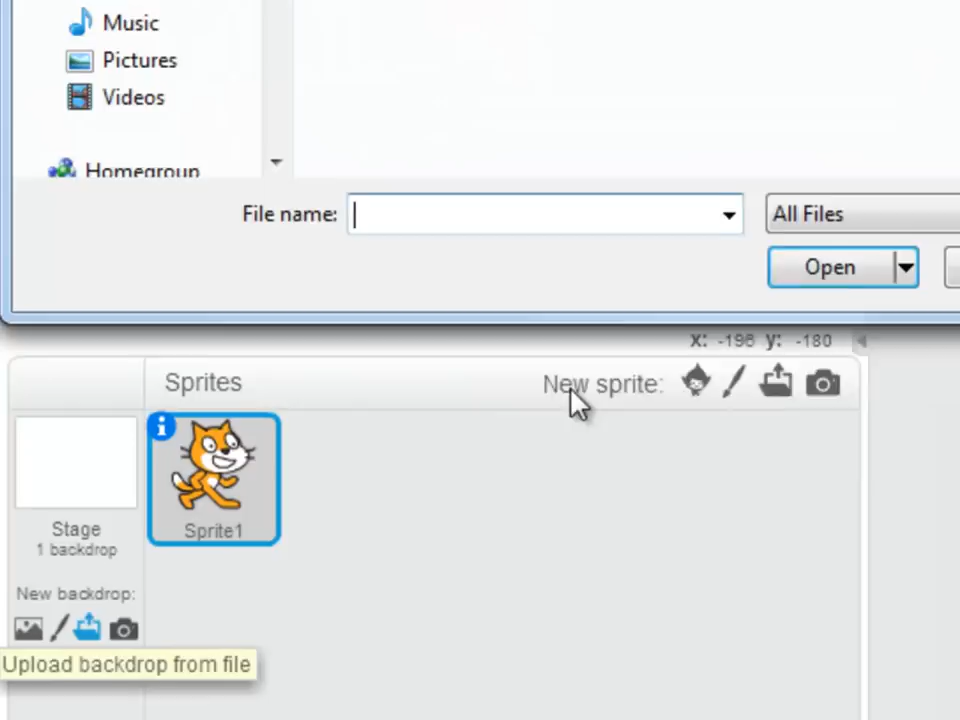 Music
Pictures
Videos
Homegroup
File name:
All Files
Open
x: -196 y: -180
Sprites
New sprite:
i
Sprite1
Stage
1 backdrop
New backdrop:
Upload backdrop from file